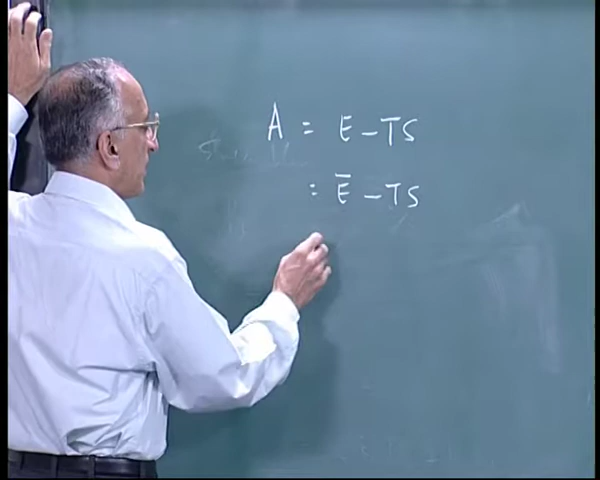 A = E - TS
= E̅ - TS